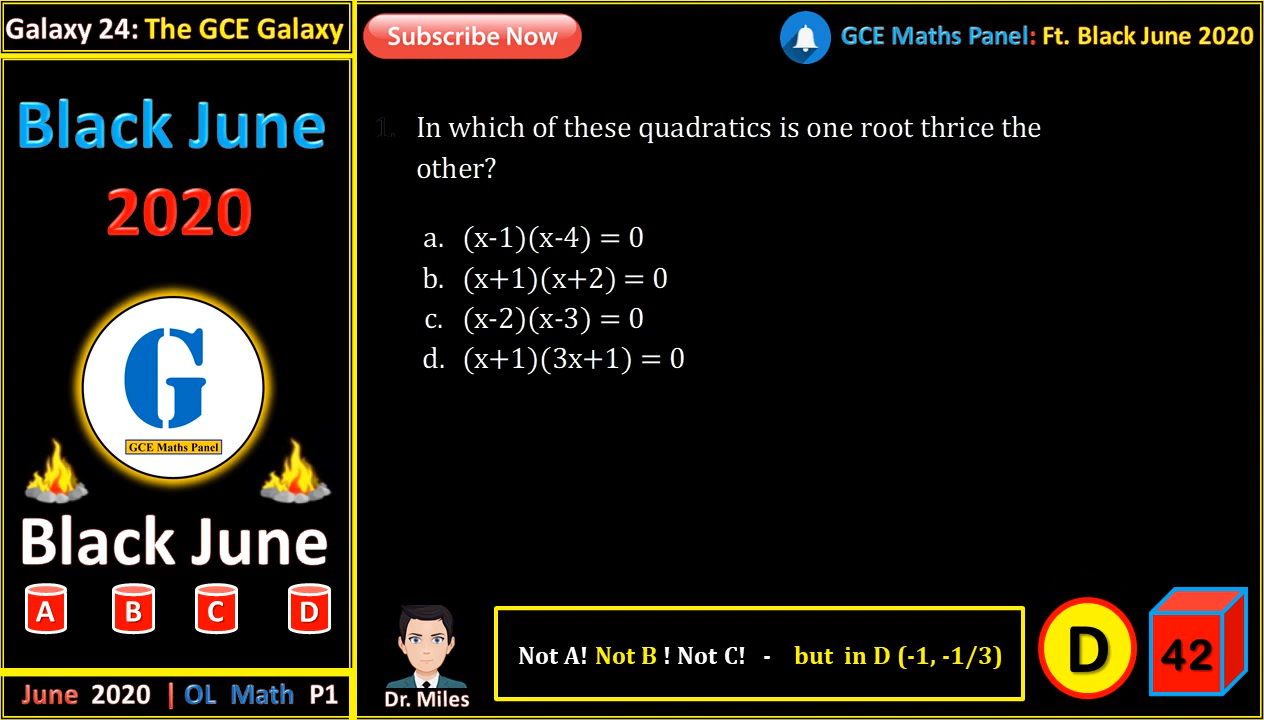 Galaxy 24: The GCE Galaxy
Subscribe Now
GCE Maths Panel: Ft. Black June 2020
Black June
2020
G
GCE Maths Panel
Black June
A B C D
June 2020 | OL Math P1
1. In which of these quadratics is one root thrice the
other?
a. (x-1)(x-4) = 0
b. (x+1)(x+2) = 0
c. (x-2)(x-3) = 0
d. (x+1)(3x+1) = 0
Dr. Miles
Not A! Not B ! Not C! - but in D (-1, -1/3)
D
42